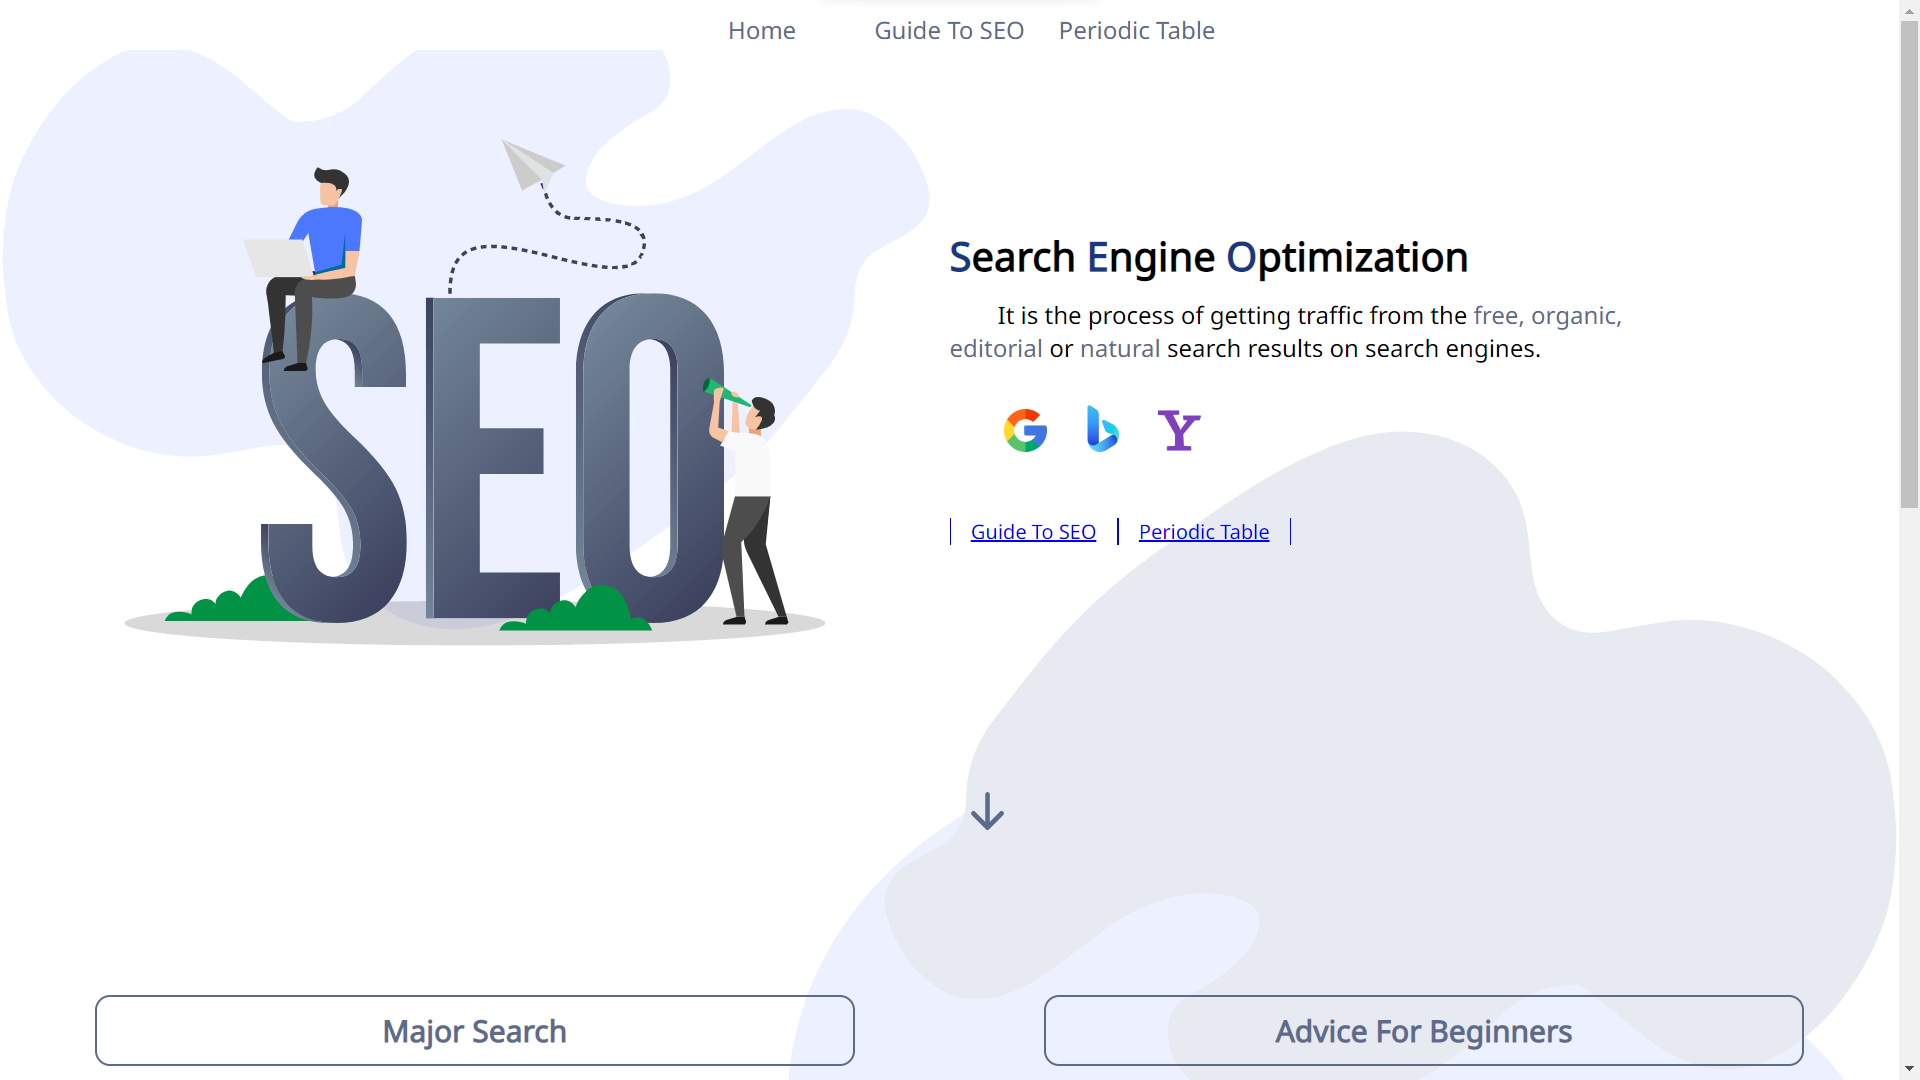 Home Guide To SEO Periodic Table
SEO
Search Engine Optimization
It is the process of getting traffic from the free, organic,
editorial or natural search results on search engines.
Guide To SEO Periodic Table
Major Search
Advice For Beginners